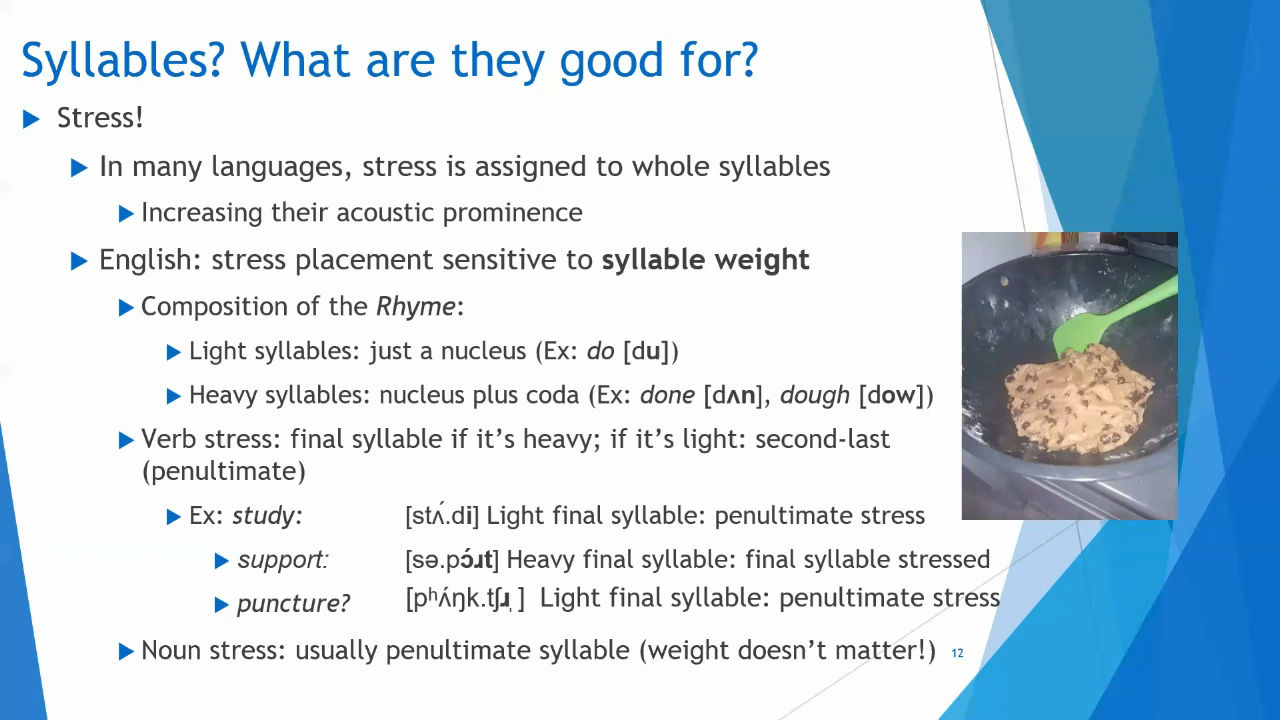 Syllables? What are they good for?
Stress!
In many languages, stress is assigned to whole syllables
Increasing their acoustic prominence
English: stress placement sensitive to syllable weight
Composition of the Rhyme:
Light syllables: just a nucleus (Ex: do [du])
Heavy syllables: nucleus plus coda (Ex: done [dʌn], dough [dow])
Verb stress: final syllable if it’s heavy; if it’s light: second-last
(penultimate)
Ex: study: [stʌ́.di] Light final syllable: penultimate stress
support: [sə.pɔ́ɹt] Heavy final syllable: final syllable stressed
puncture? [pʰʌ́ŋk.tʃɹ̩ ] Light final syllable: penultimate stress
Noun stress: usually penultimate syllable (weight doesn’t matter!)
12